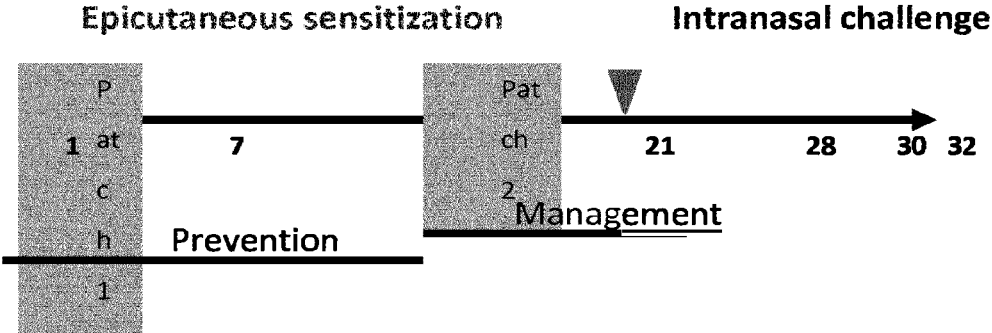 Epicutaneous sensitization
Intranasal challenge
P
at
c
h
1
Pat
ch
2
1
7
21
28
30
32
Prevention
Management